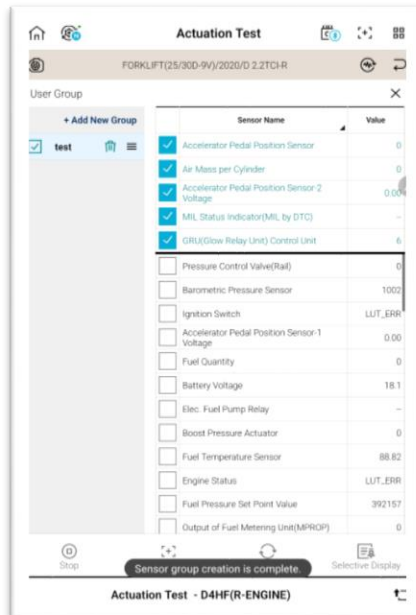 Actuation Test
FORKLIFT(25/30D-9V)/2020/D 2.2TCI-R
User Group
+ Add New Group
test
Sensor Name Value
Accelerator Pedal Position Sensor 0
Air Mass per Cylinder 0
Accelerator Pedal Position Sensor-2
Voltage 0.00
MIL Status Indicator(MIL by DTC) -
GRU(Glow Relay Unit) Control Unit 6
Pressure Control Valve(Rail) 0
Barometric Pressure Sensor 1002
Ignition Switch LUT_ERR
Accelerator Pedal Position Sensor-1
Voltage 0.00
Fuel Quantity 0
Battery Voltage 18.1
Elec. Fuel Pump Relay -
Boost Pressure Actuator 0
Fuel Temperature Sensor 88.82
Engine Status LUT_ERR
Fuel Pressure Set Point Value 392157
Output of Fuel Metering Unit(MPROP) 0
Stop
Selective Display
Sensor group creation is complete.
Actuation Test - D4HF(R-ENGINE)